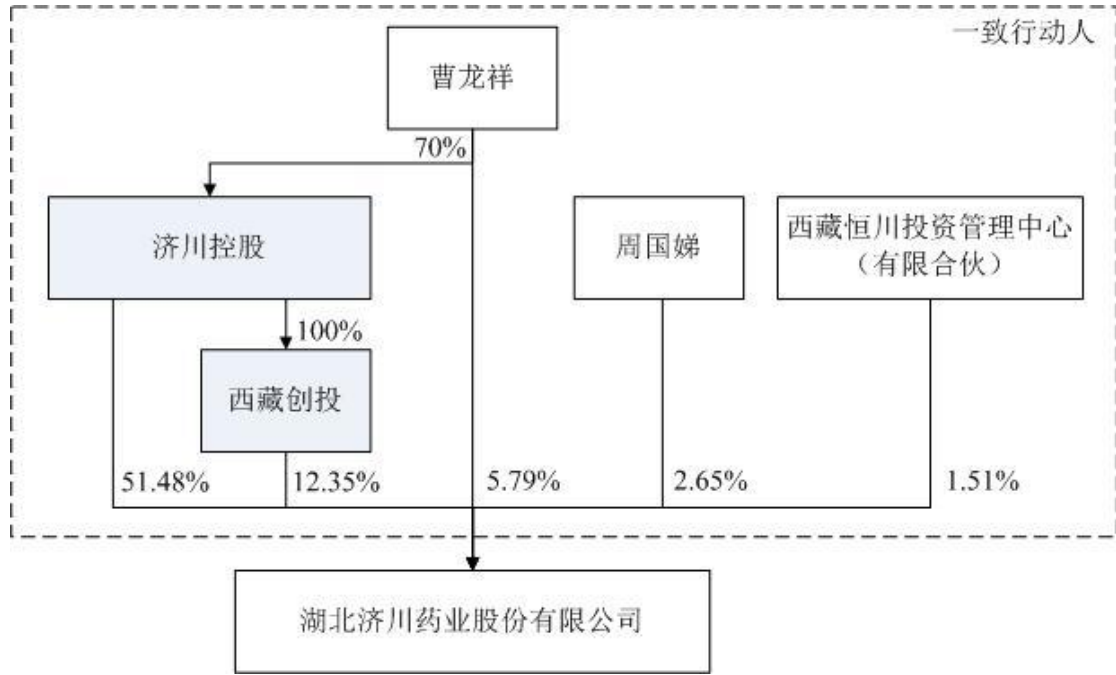 一致行动人
曹龙祥
70%
济川控股
周国娣
西藏恒川投资管理中心
（有限合伙）
100%
西藏创投
51.48%
12.35%
5.79%
2.65%
1.51%
湖北济川药业股份有限公司